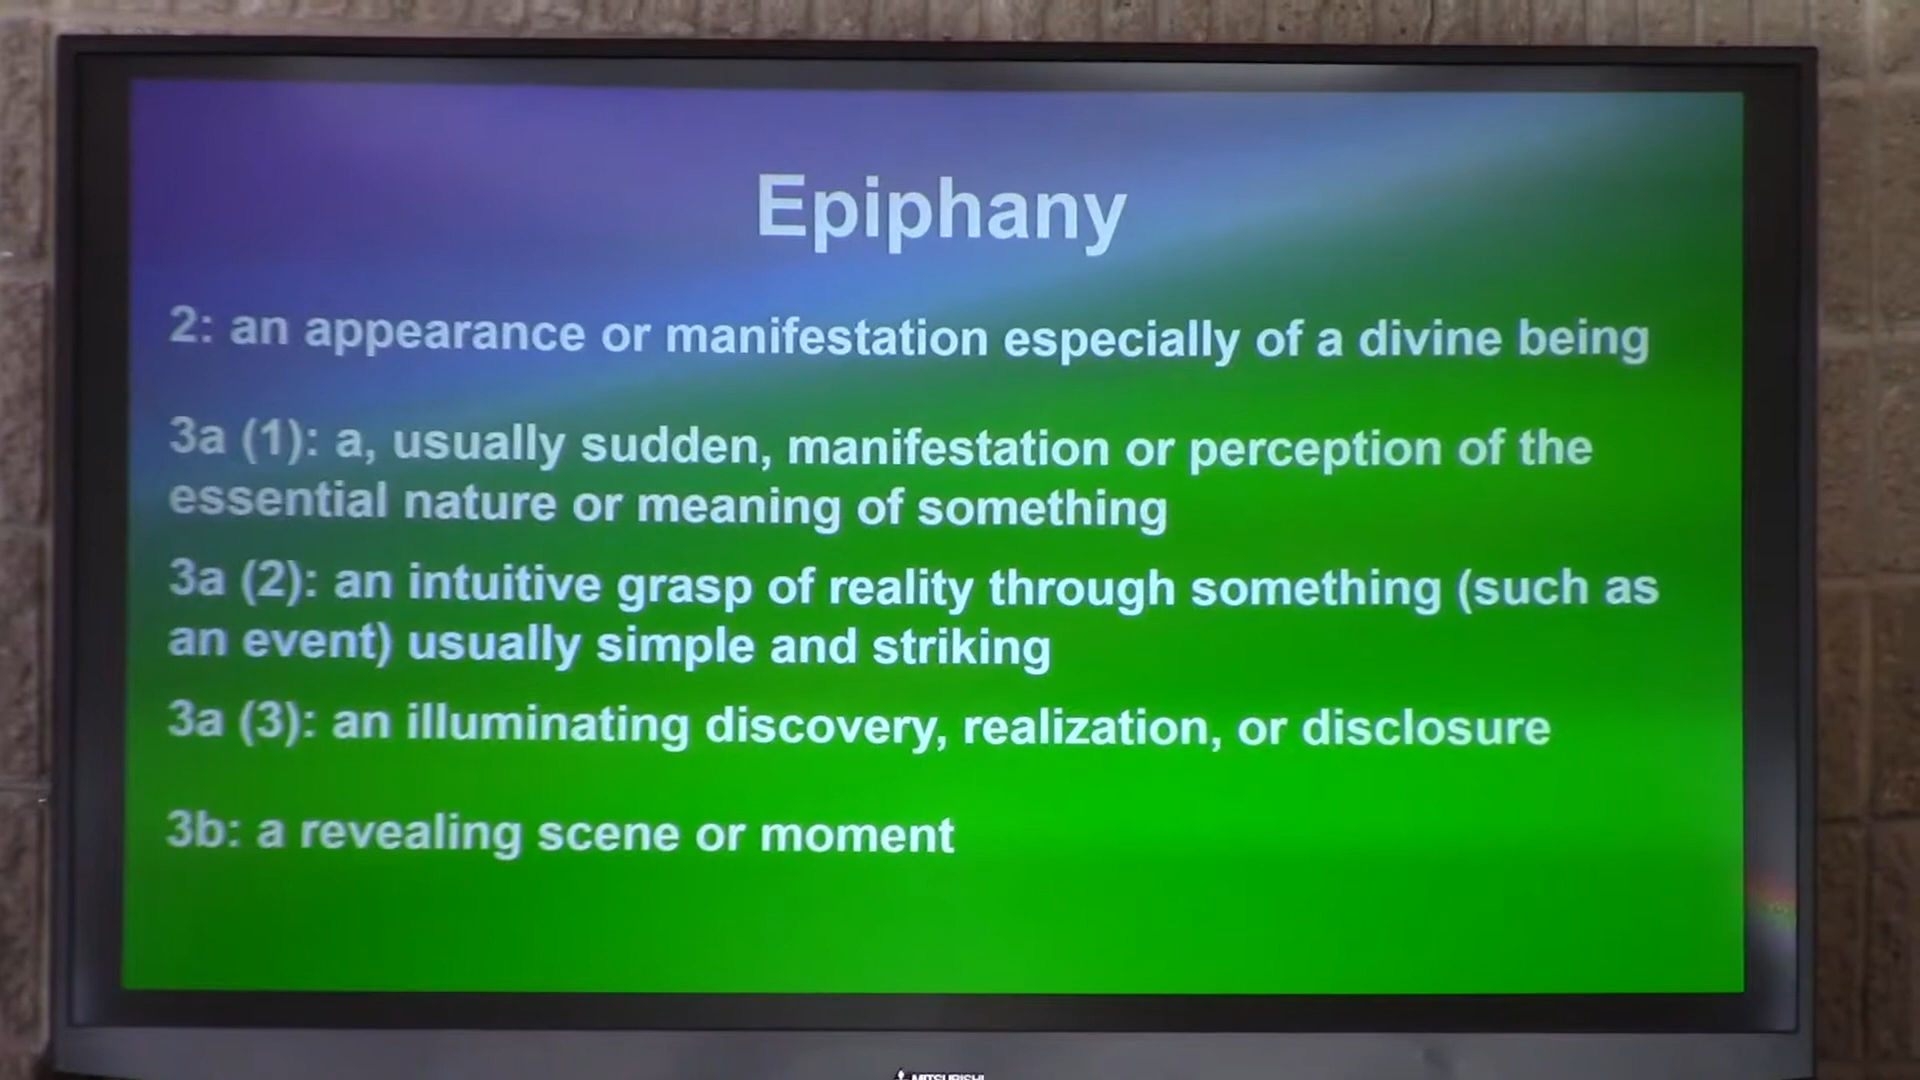 Epiphany
2: an appearance or manifestation especially of a divine being
3a (1): a, usually sudden, manifestation or perception of the
essential nature or meaning of something
3a (2): an intuitive grasp of reality through something (such as
an event) usually simple and striking
3a (3): an illuminating discovery, realization, or disclosure
3b: a revealing scene or moment
MITSUBISHI